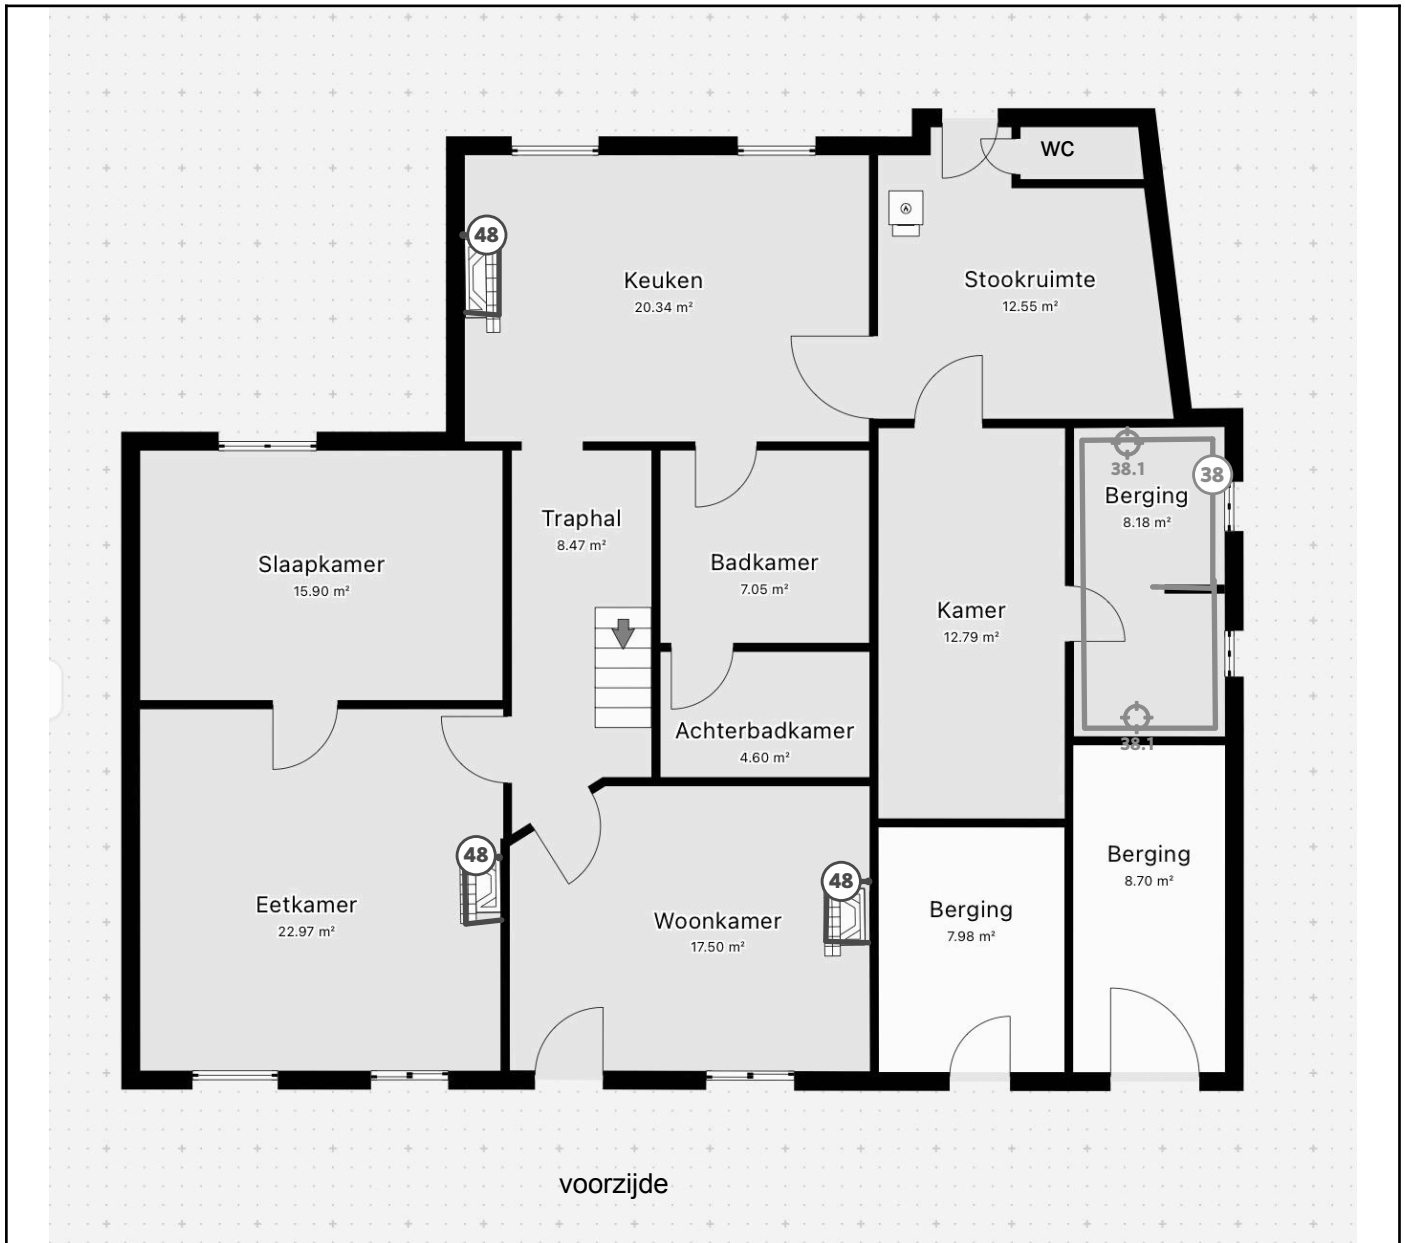 WC
48
Keuken
20.34 m²
Stookruimte
12.55 m²
38.1
38
Berging
8.18 m²
Traphal
8.47 m²
Slaapkamer
15.90 m²
Badkamer
7.05 m²
Kamer
12.79 m²
Achterbadkamer
4.60 m²
38.1
48
Eetkamer
22.97 m²
48
Woonkamer
17.50 m²
Berging
7.98 m²
Berging
8.70 m²
voorzijde